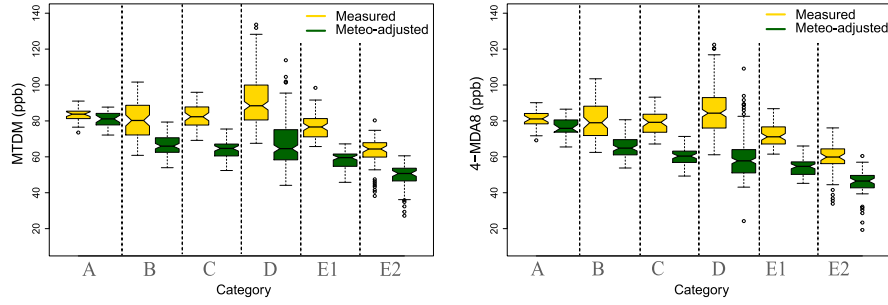 Measured
Meteo-adjusted
MTDM (ppb)
140
120
100
80
60
40
20
A B C D E1 E2
Category
Measured
Meteo-adjusted
4-MDA8 (ppb)
140
120
100
80
60
40
20
A B C D E1 E2
Category